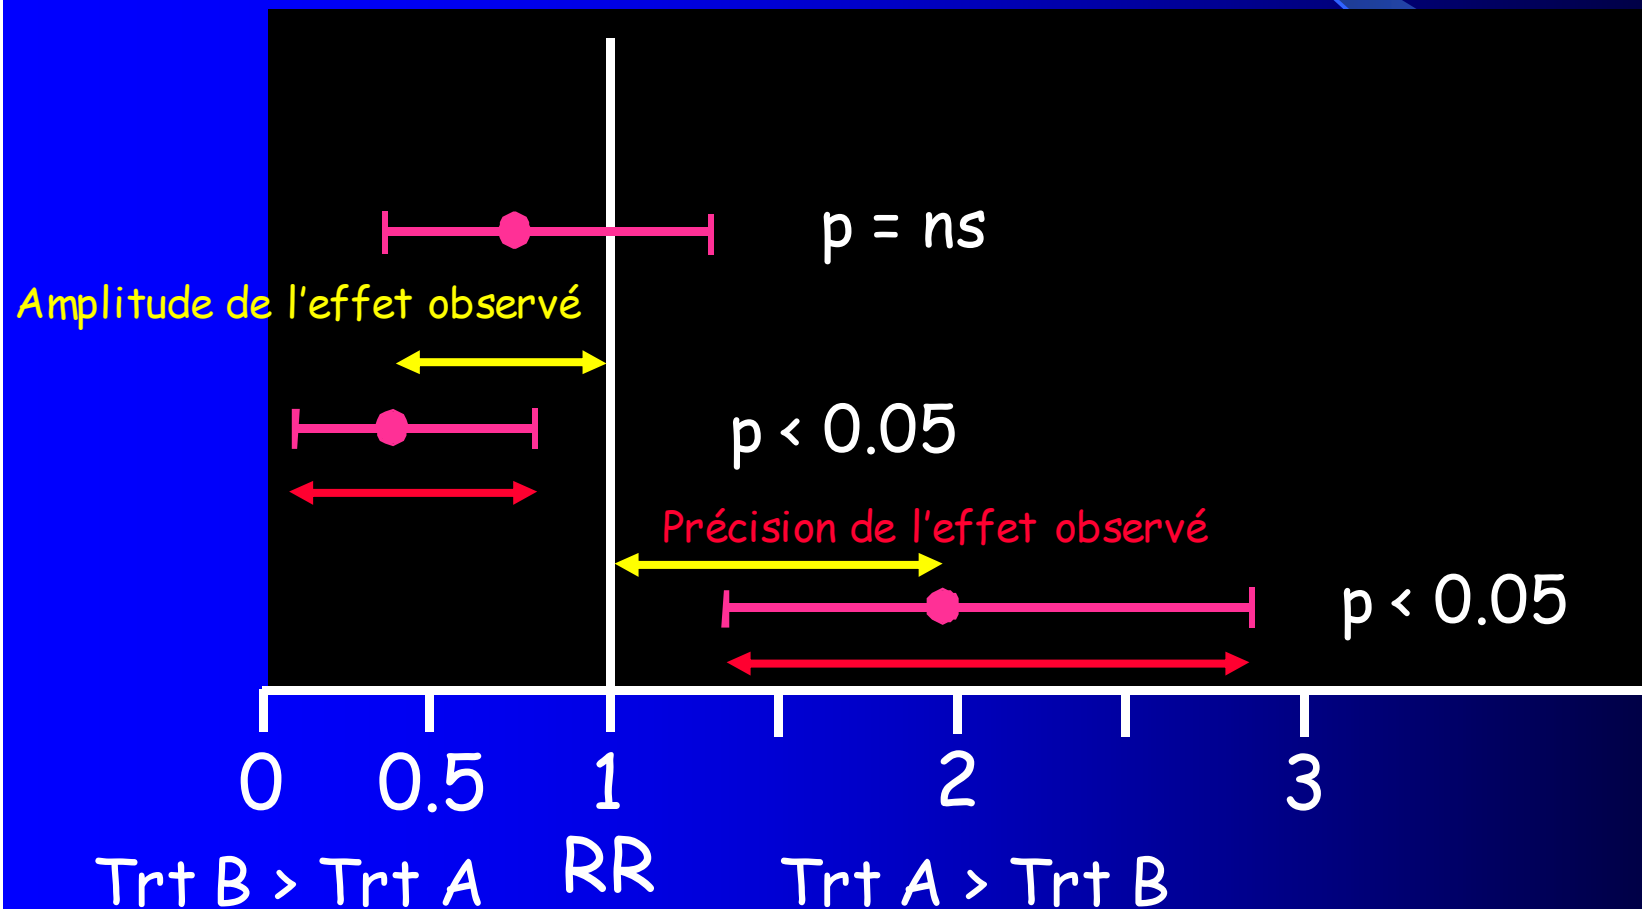 p = ns
Amplitude de l'effet observé
p < 0.05
Précision de l'effet observé
p < 0.05
0 0.5 1 2 3
Trt B > Trt A RR Trt A > Trt B